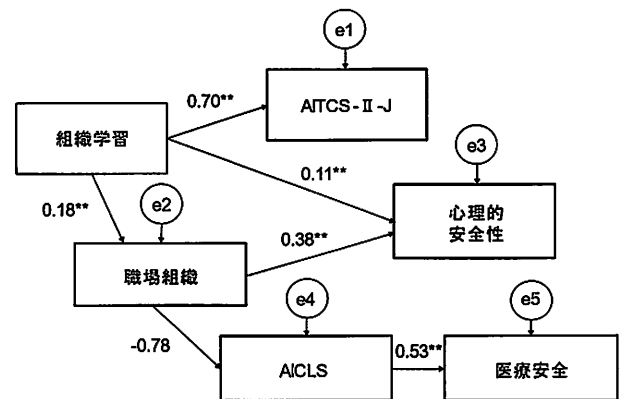 e1
0.70**
AITCS-Ⅱ-J
組織学習
e3
0.11**
0.18**
e2
心理的
安全性
0.38**
職場組織
e4
e5
-0.78
0.53**
AICLS
医療安全